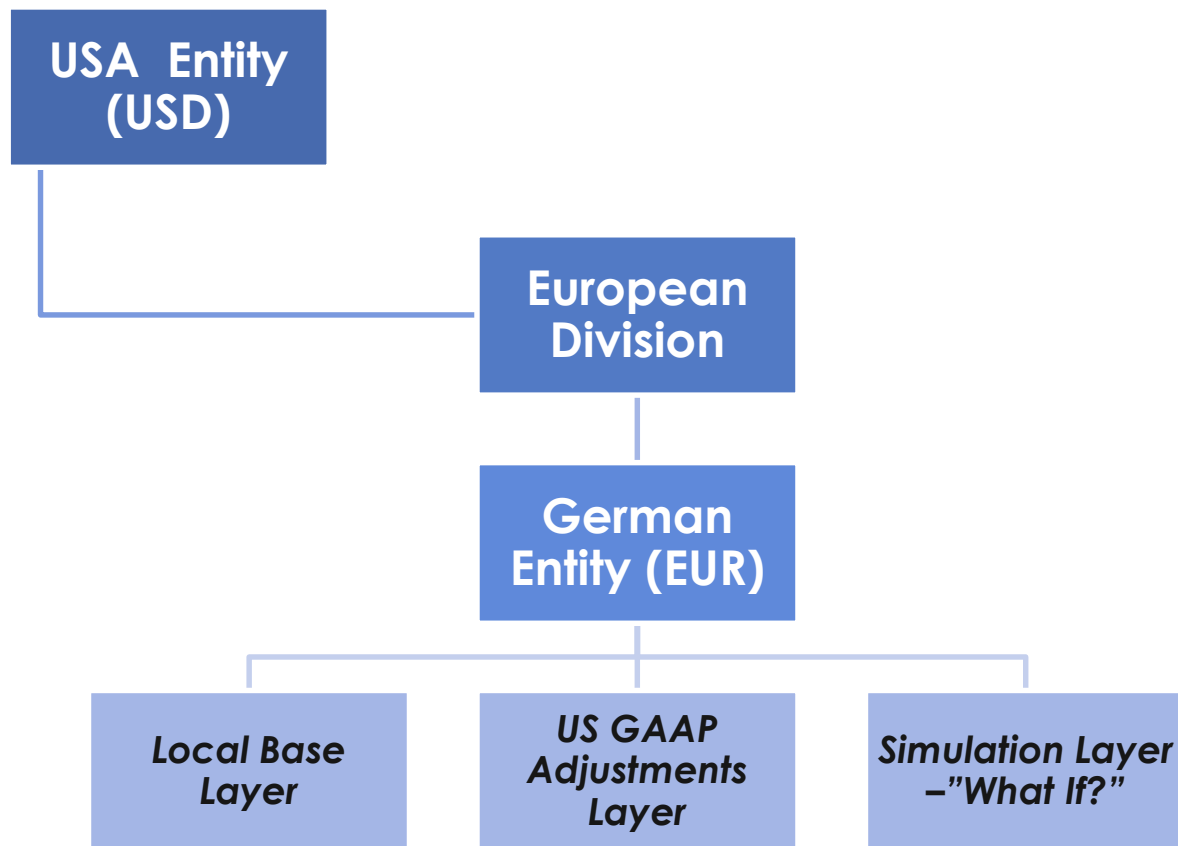 USA Entity
(USD)
European
Division
German
Entity (EUR)
Local Base
Layer
US GAAP
Adjustments
Layer
Simulation Layer
–”What If?”